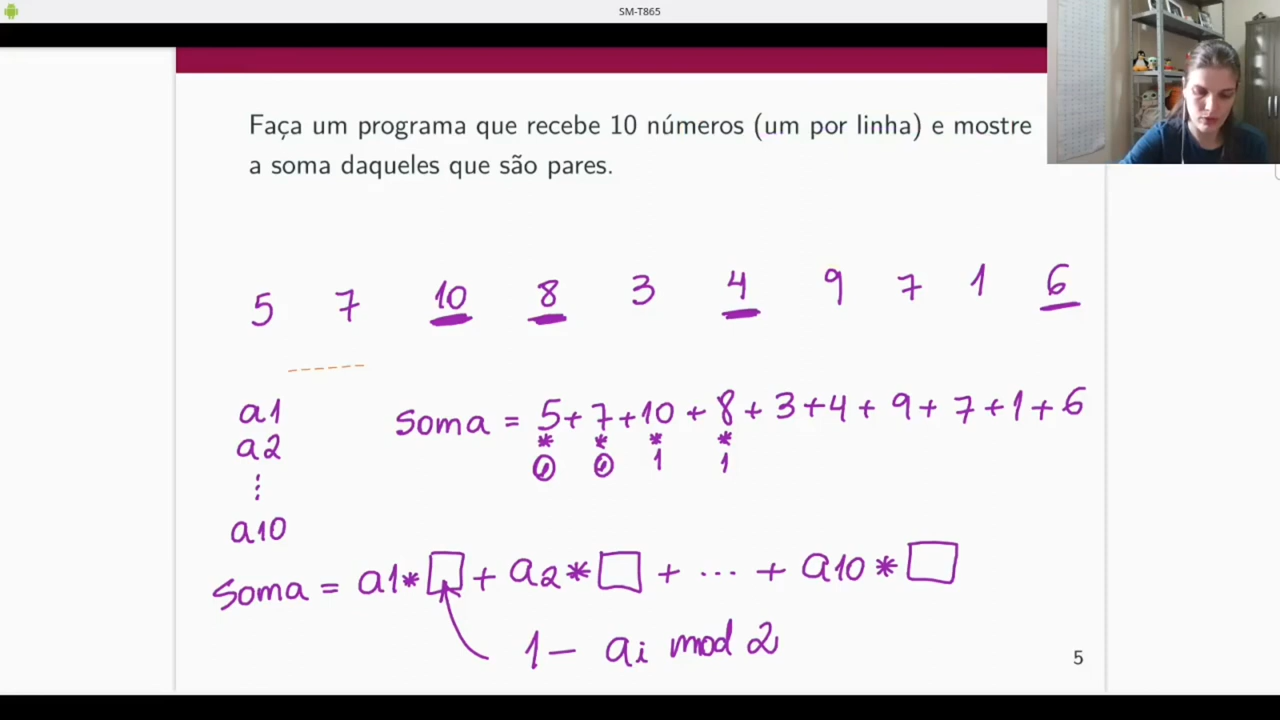 SM-T865
Faça um programa que recebe 10 números (um por linha) e mostre
a soma daqueles que são pares.
5 7 10 8 3 4 9 7 1 6
a1
a2
⋮
a10
soma = 5+7+10+8+3+4+9+7+1+6
* * * *
0 0 1 1
soma = a1*□+a2*□+...+a10*□
1- ai mod 2
5